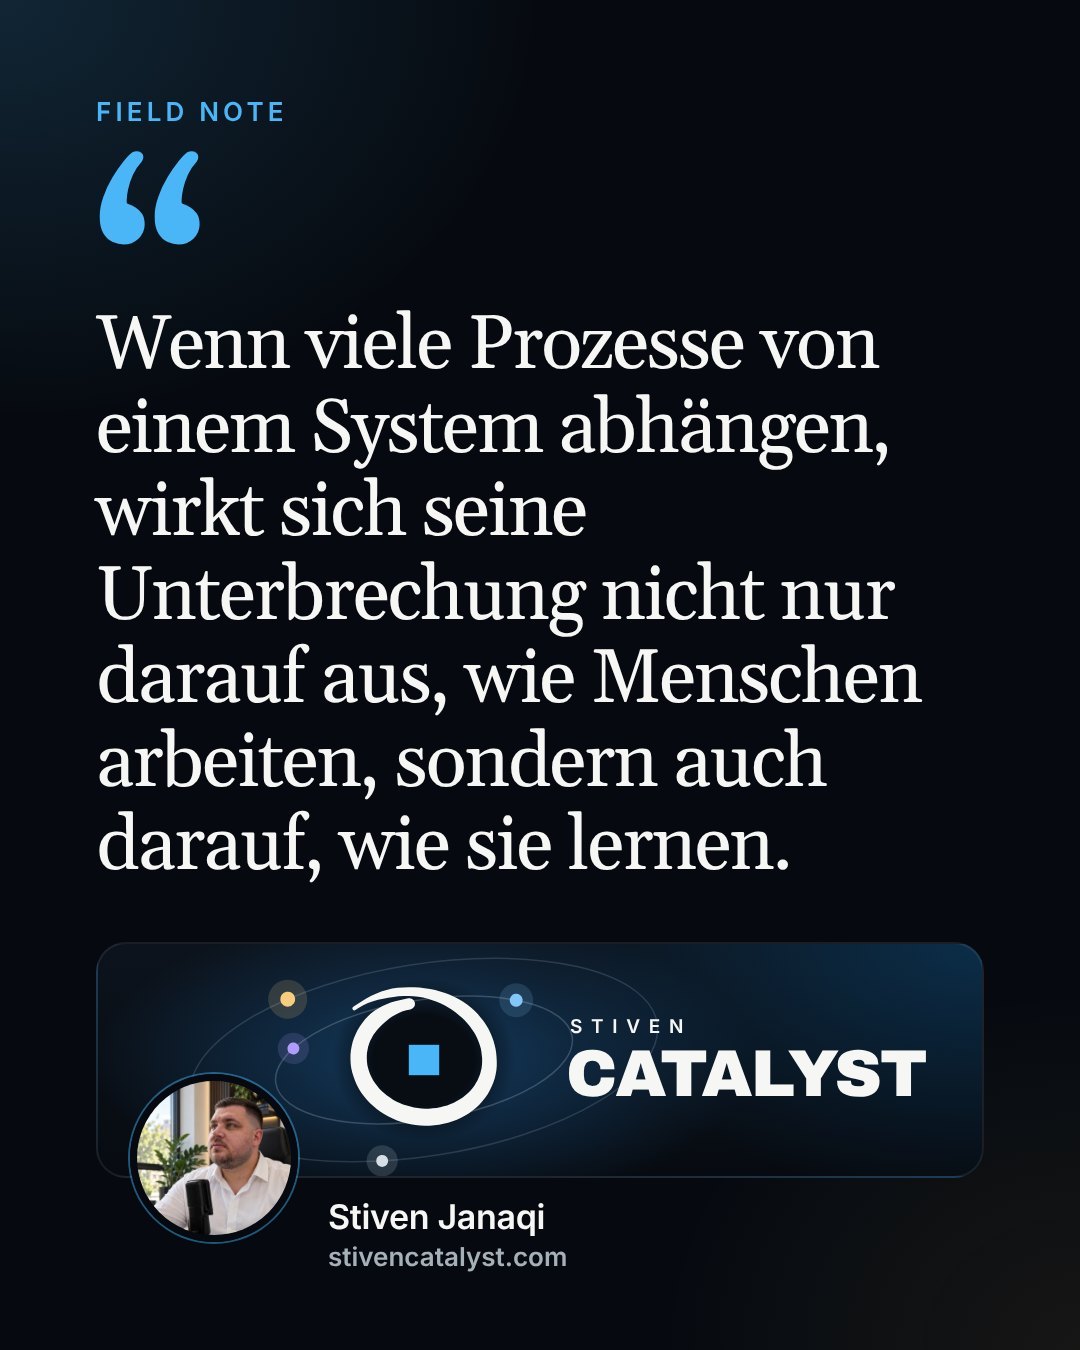 FIELD NOTE
“
Wenn viele Prozesse von
einem System abhängen,
wirkt sich seine
Unterbrechung nicht nur
darauf aus, wie Menschen
arbeiten, sondern auch
darauf, wie sie lernen.
STIVEN
CATALYST
Stiven Janaqi
stivencatalyst.com